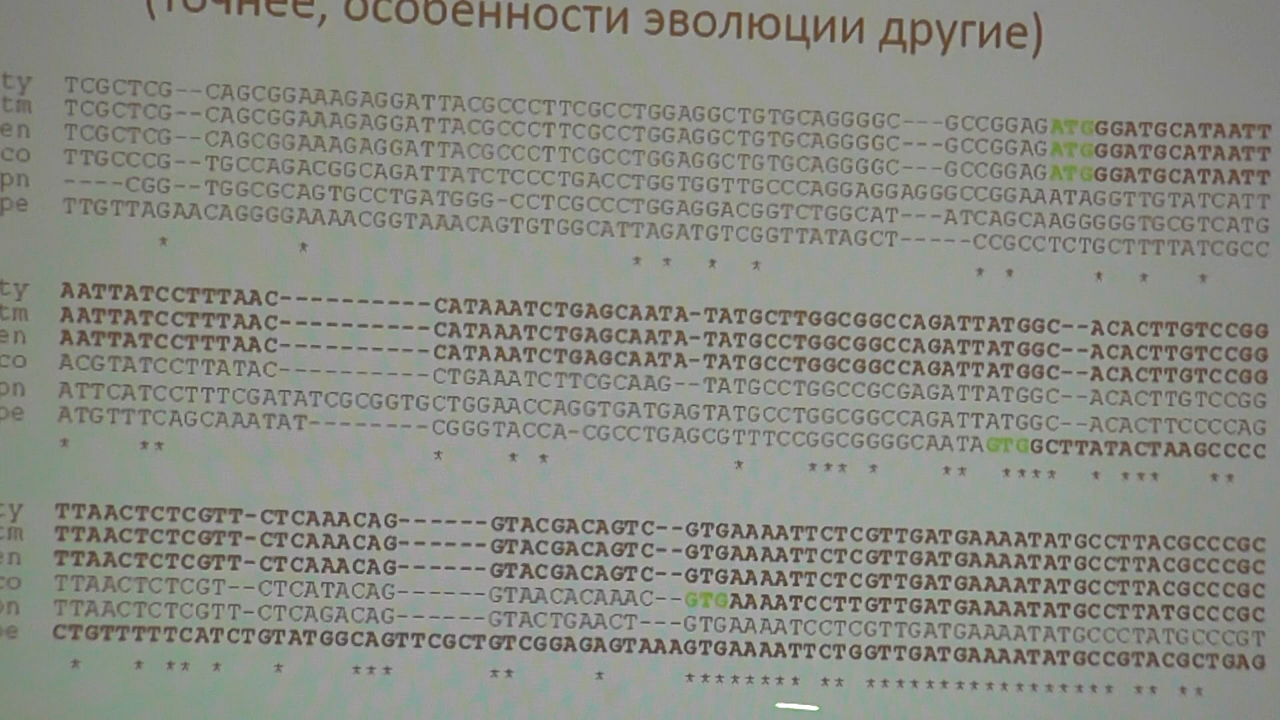 (точнее, особенности эволюции другие)
ty TCGCTCG--CAGCGGAAAGAGGATTACGCCCTTCGCCTGGAGGCTGTGCAGGGGC---GCCGGAGATGGGATGCATAATT
tm TCGCTCG--CAGCGGAAAGAGGATTACGCCCTTCGCCTGGAGGCTGTGCAGGGGC---GCCGGAGATGGGATGCATAATT
en TCGCTCG--CAGCGGAAAGAGGATTACGCCCTTCGCCTGGAGGCTGTGCAGGGGC---GCCGGAGATGGGATGCATAATT
co TTGCCCG--TGCCAGACGGCAGATTATCTCCCTGACCTGGTGGTTGCCCAGGAGGAGGGCCGGAAATAGGTTGTATCATT
pn ----CGG--TGGCGCAGTGCCTGATGGG-CCTCGCCCTGGAGGACGGTCTGGCAT---ATCAGCAAGGGGGTGCGTCATG
pe TTGTTAGAACAGGGGAAAACGGTAAACAGTGTGGCATTAGATGTCGGTTATAGCT-----CCGCCTCTGCTTTTATCGCC
* * * * * * * * * * *
ty AATTATCCTTTAAC----------CATAAATCTGAGCAATA-TATGCTTGGCGGCCAGATTATGGC--ACACTTGTCCGG
tm AATTATCCTTTAAC----------CATAAATCTGAGCAATA-TATGCCTGGCGGCCAGATTATGGC--ACACTTGTCCGG
en AATTATCCTTTAAC----------CATAAATCTGAGCAATA-TATGCCTGGCGGCCAGATTATGGC--ACACTTGTCCGG
co ACGTATCCTTATAC----------CTGAAATCTTCGCAAG--TATGCCTGGCCGCGAGATTATGGC--ACACTTGTCCGG
pn ATTCATCCTTTCGATATCGCGGTGCTGGAACCAGGTGATGAGTATGCCTGGCGGCCAGATTATGGC--ACACTTCCCCAG
pe ATGTTTCAGCAAATAT--------CGGGTACCA-CGCCTGAGCGTTTCCGGCGGGGCAATAGTGGCTTATACTAAGCCCC
* ** * * * * *** * ** **** * *** **
ty TTAACTCTCGTT-CTCAAACAG------GTACGACAGTC--GTGAAAATTCTCGTTGATGAAAATATGCCTTACGCCCGC
tm TTAACTCTCGTT-CTCAAACAG------GTACGACAGTC--GTGAAAATTCTCGTTGATGAAAATATGCCTTACGCCCGC
en TTAACTCTCGTT-CTCAAACAG------GTACGACAGTC--GTGAAAATTCTCGTTGATGAAAATATGCCTTACGCCCGC
co TTAACTCTCGT--CTCATACAG------GTAACACAAAC--GTGAAAATCCTTGTTGATGAAAATATGCCTTATGCCCGC
pn TTAACTCTCGTT-CTCAGACAG------GTACTGAACT---GTGAAAATCCTCGTTGATGAAAATATGCCCTATGCCCGT
pe CTGTTTTTCATCTGTATGGCAGTTCGCTGTCGGAGAGTAAAGTGAAAATTCTGGTTGATGAAAATATGCCGTACGCTGAG
* * ** * * *** ** * ******** ** ***************** ** **